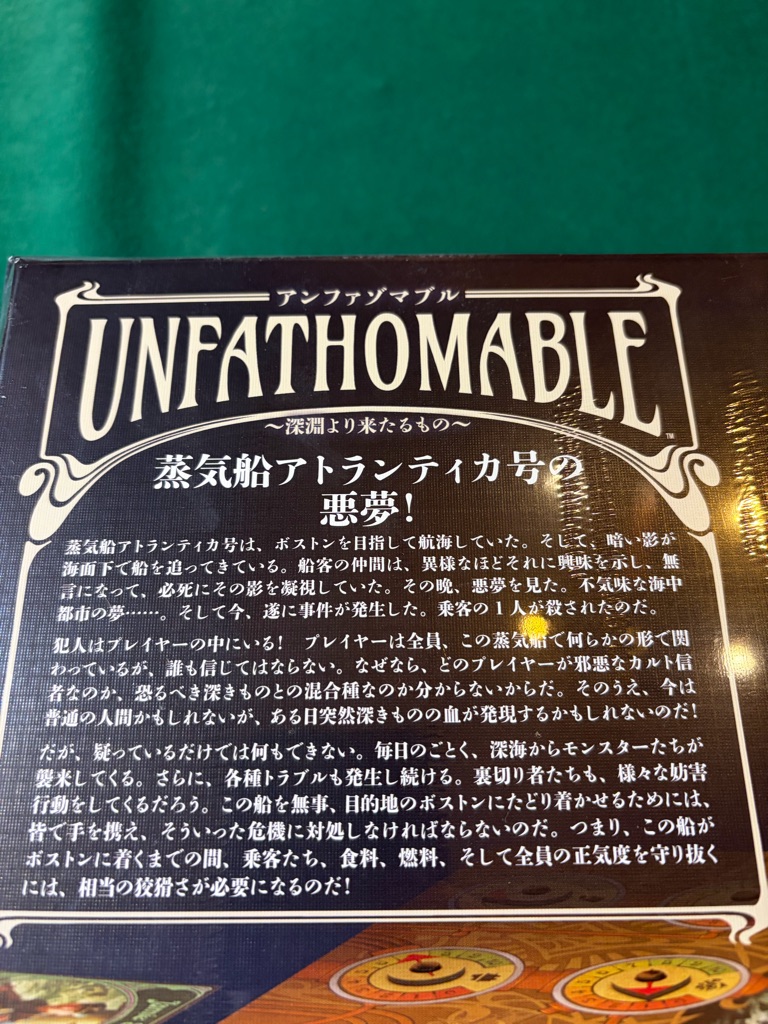 アンファゾマブル
UNFATHOMABLE
TM
〜深淵より来たるもの〜
蒸気船アトランティカ号の
悪夢！
蒸気船アトランティカ号は、ボストンを目指して航海していた。そして、暗い影が
海面下で船を追ってきている。船客の仲間は、異様なほどそれに興味を示し、無
言になって、必死にその影を凝視していた。その晩、悪夢を見た。不気味な海中
都市の夢……。そして今、遂に事件が発生した。乗客の１人が殺されたのだ。
犯人はプレイヤーの中にいる！　プレイヤーは全員、この蒸気船で何らかの形で関
わっているが、誰も信じてはならない。なぜなら、どのプレイヤーが邪悪なカルト信
者なのか、恐るべき深きものとの混合種なのか分からないからだ。そのうえ、今は
普通の人間かもしれないが、ある日突然深きものの血が発現するかもしれないのだ！
だが、疑っているだけでは何もできない。毎日のごとく、深海からモンスターたちが
襲来してくる。さらに、各種トラブルも発生し続ける。裏切り者たちも、様々な妨害
行動をしてくるだろう。この船を無事、目的地のボストンにたどり着かせるためには、
皆で手を携え、そういった危機に対処しなければならないのだ。つまり、この船が
ボストンに着くまでの間、乗客たち、食料、燃料、そして全員の正気度を守り抜く
には、相当の狡猾さが必要になるのだ！